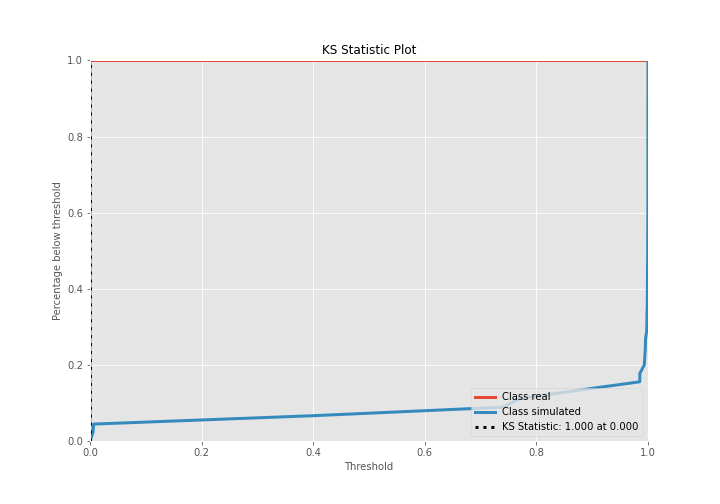 KS Statistic Plot
1.0
0.8
0.6
0.4
0.2
0.0
Percentage below threshold
Class real
Class simulated
KS Statistic: 1.000 at 0.000
0.0 0.2 0.4 0.6 0.8 1.0
Threshold